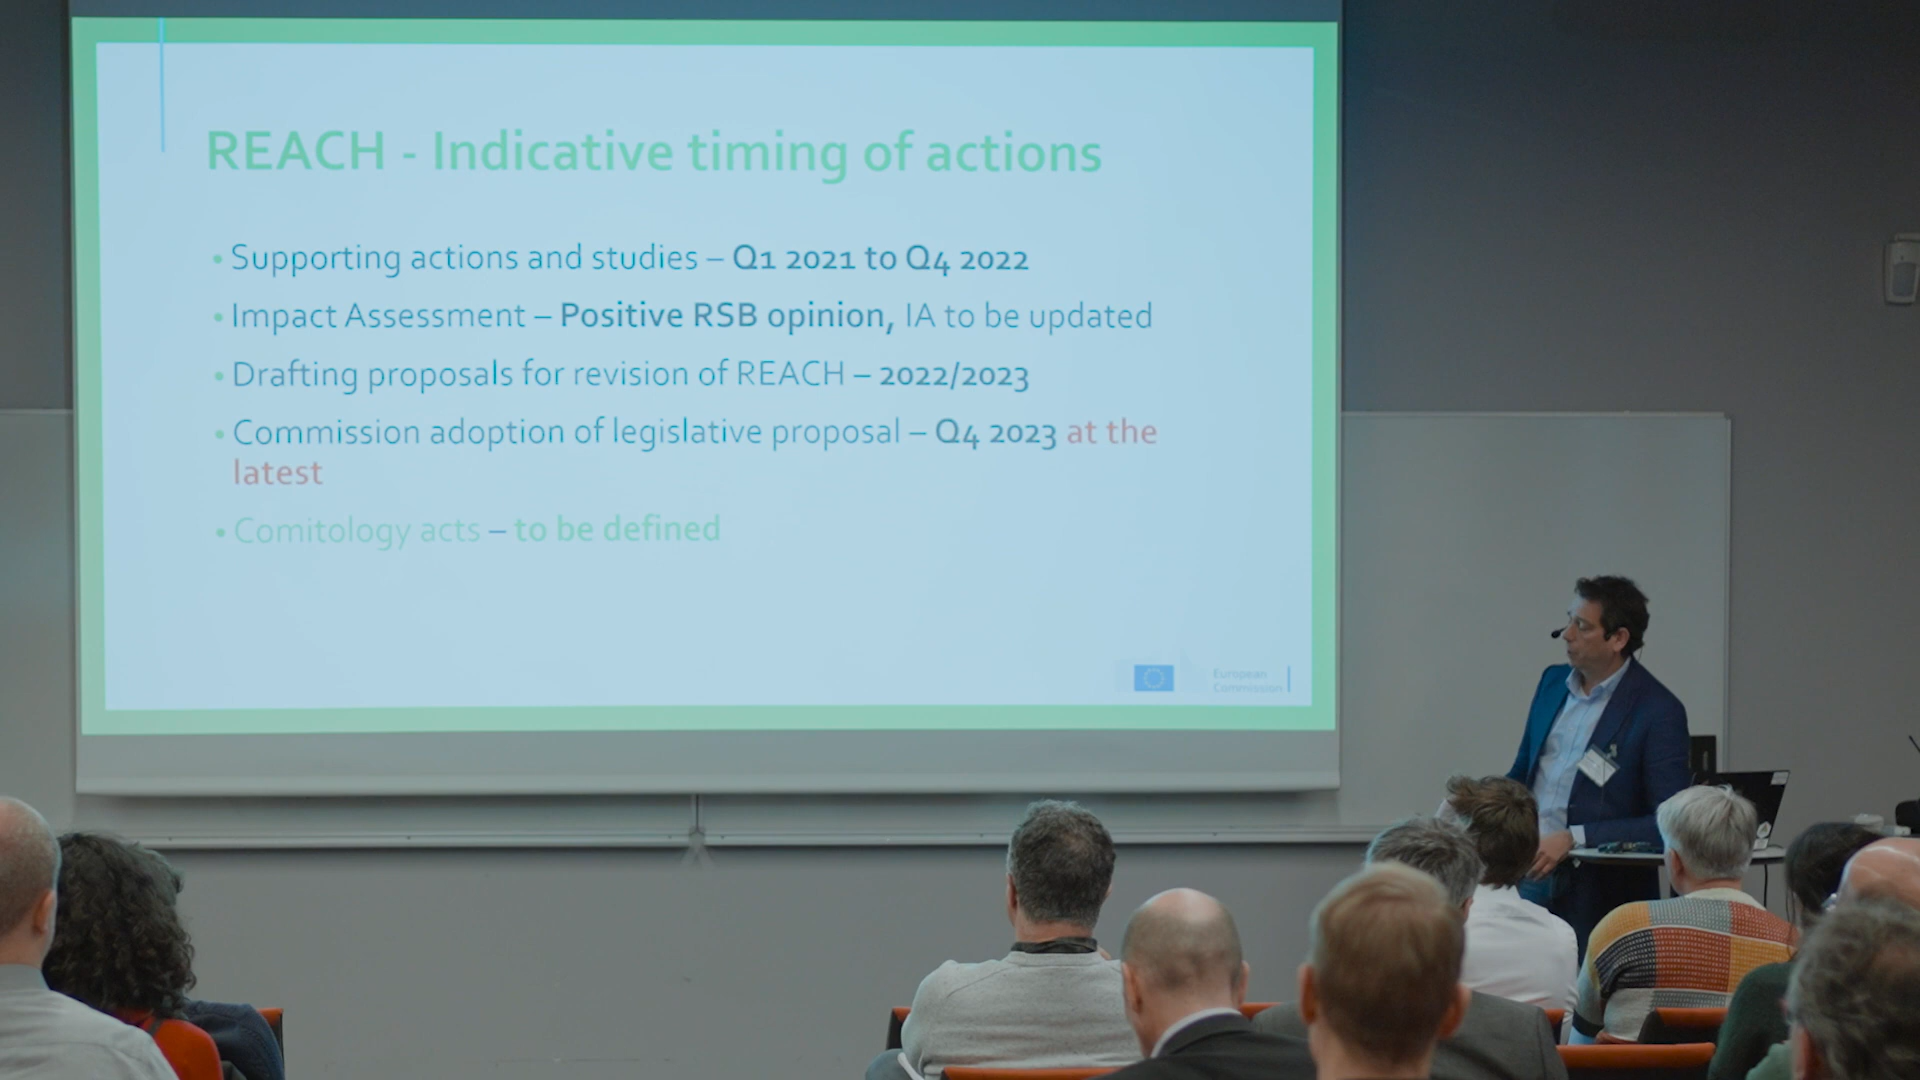 REACH - Indicative timing of actions
• Supporting actions and studies – Q1 2021 to Q4 2022
• Impact Assessment – Positive RSB opinion, IA to be updated
• Drafting proposals for revision of REACH – 2022/2023
• Commission adoption of legislative proposal – Q4 2023 at the
latest
• Comitology acts – to be defined
European
Commission